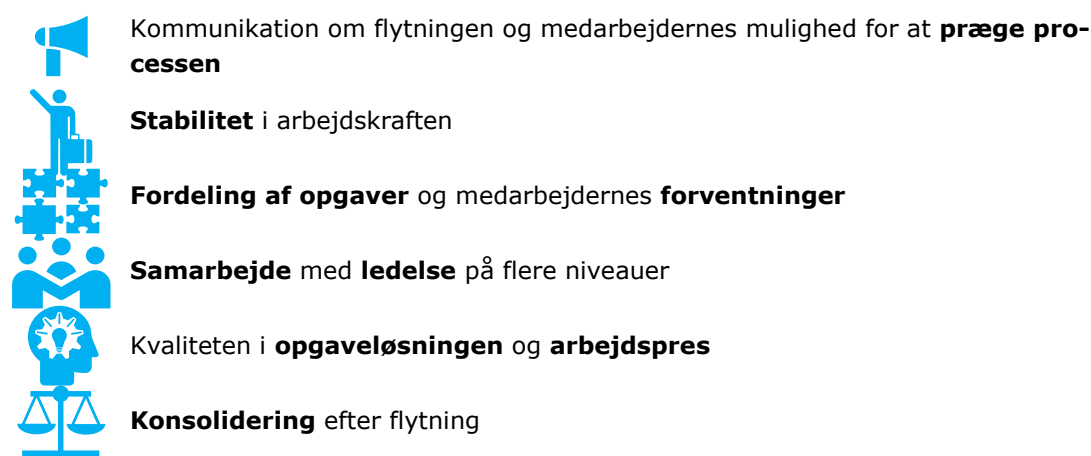 Kommunikation om flytningen og medarbejdernes mulighed for at præge pro-
cessen
Stabilitet i arbejdskraften
Fordeling af opgaver og medarbejdernes forventninger
Samarbejde med ledelse på flere niveauer
Kvaliteten i opgaveløsningen og arbejdspres
Konsolidering efter flytning